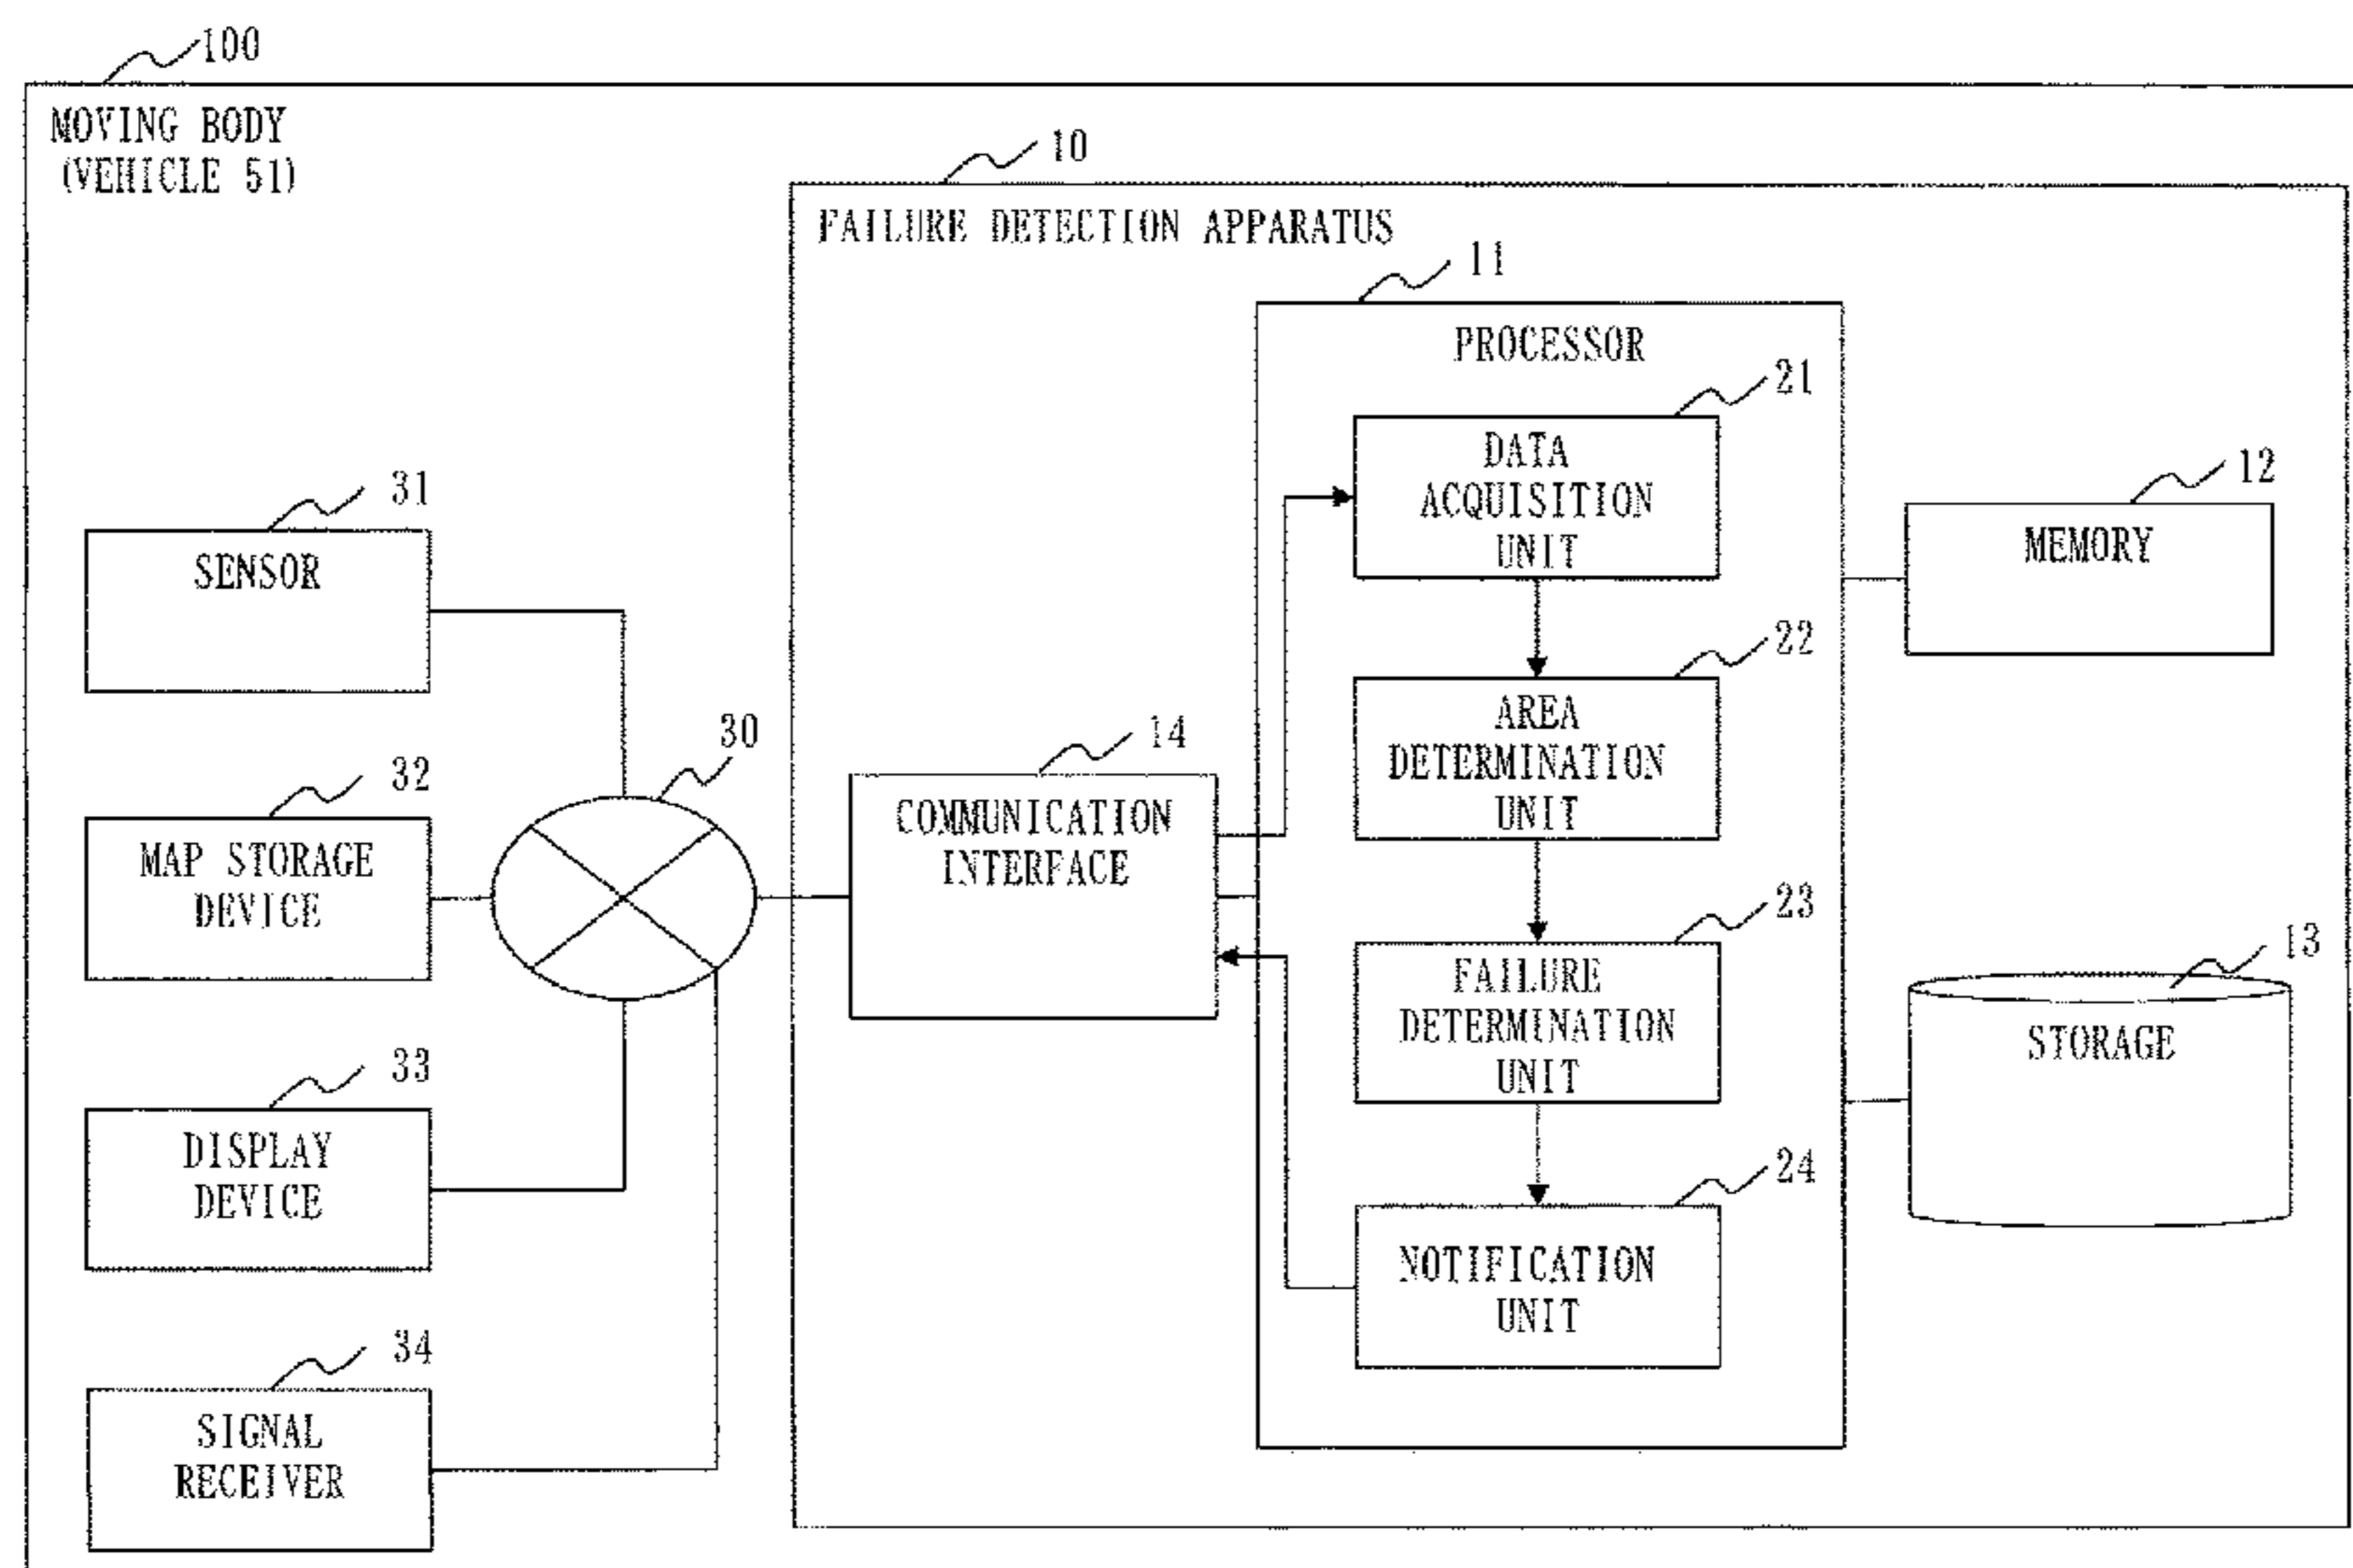 100
MOVING BODY
(VEHICLE 51)
10
FAILURE DETECTION APPARATUS
11
PROCESSOR
21
DATA
ACQUISITION
UNIT
12
MEMORY
31
SENSOR
22
AREA
DETERMINATION
UNIT
30
14
COMMUNICATION
INTERFACE
32
MAP STORAGE
DEVICE
23
FAILURE
DETERMINATION
UNIT
13
STORAGE
33
DISPLAY
DEVICE
24
NOTIFICATION
UNIT
34
SIGNAL
RECEIVER